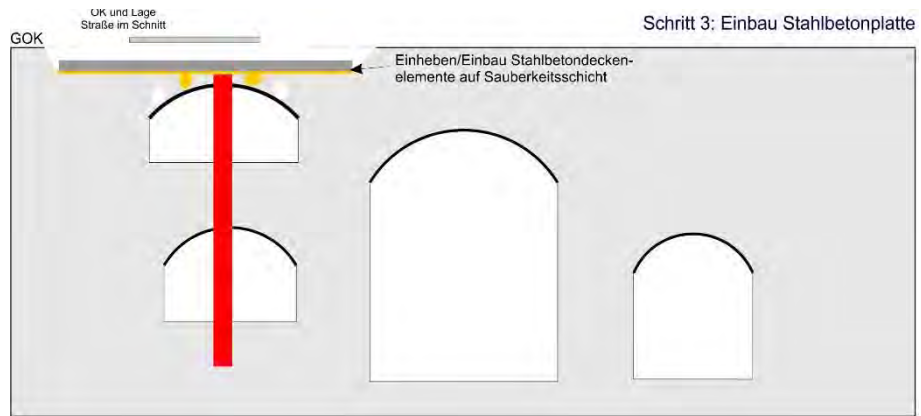 OK und Lage
Straße im Schnitt
Schritt 3: Einbau Stahlbetonplatte
GOK
Einheben/Einbau Stahlbetondecken-
elemente auf Sauberkeitsschicht